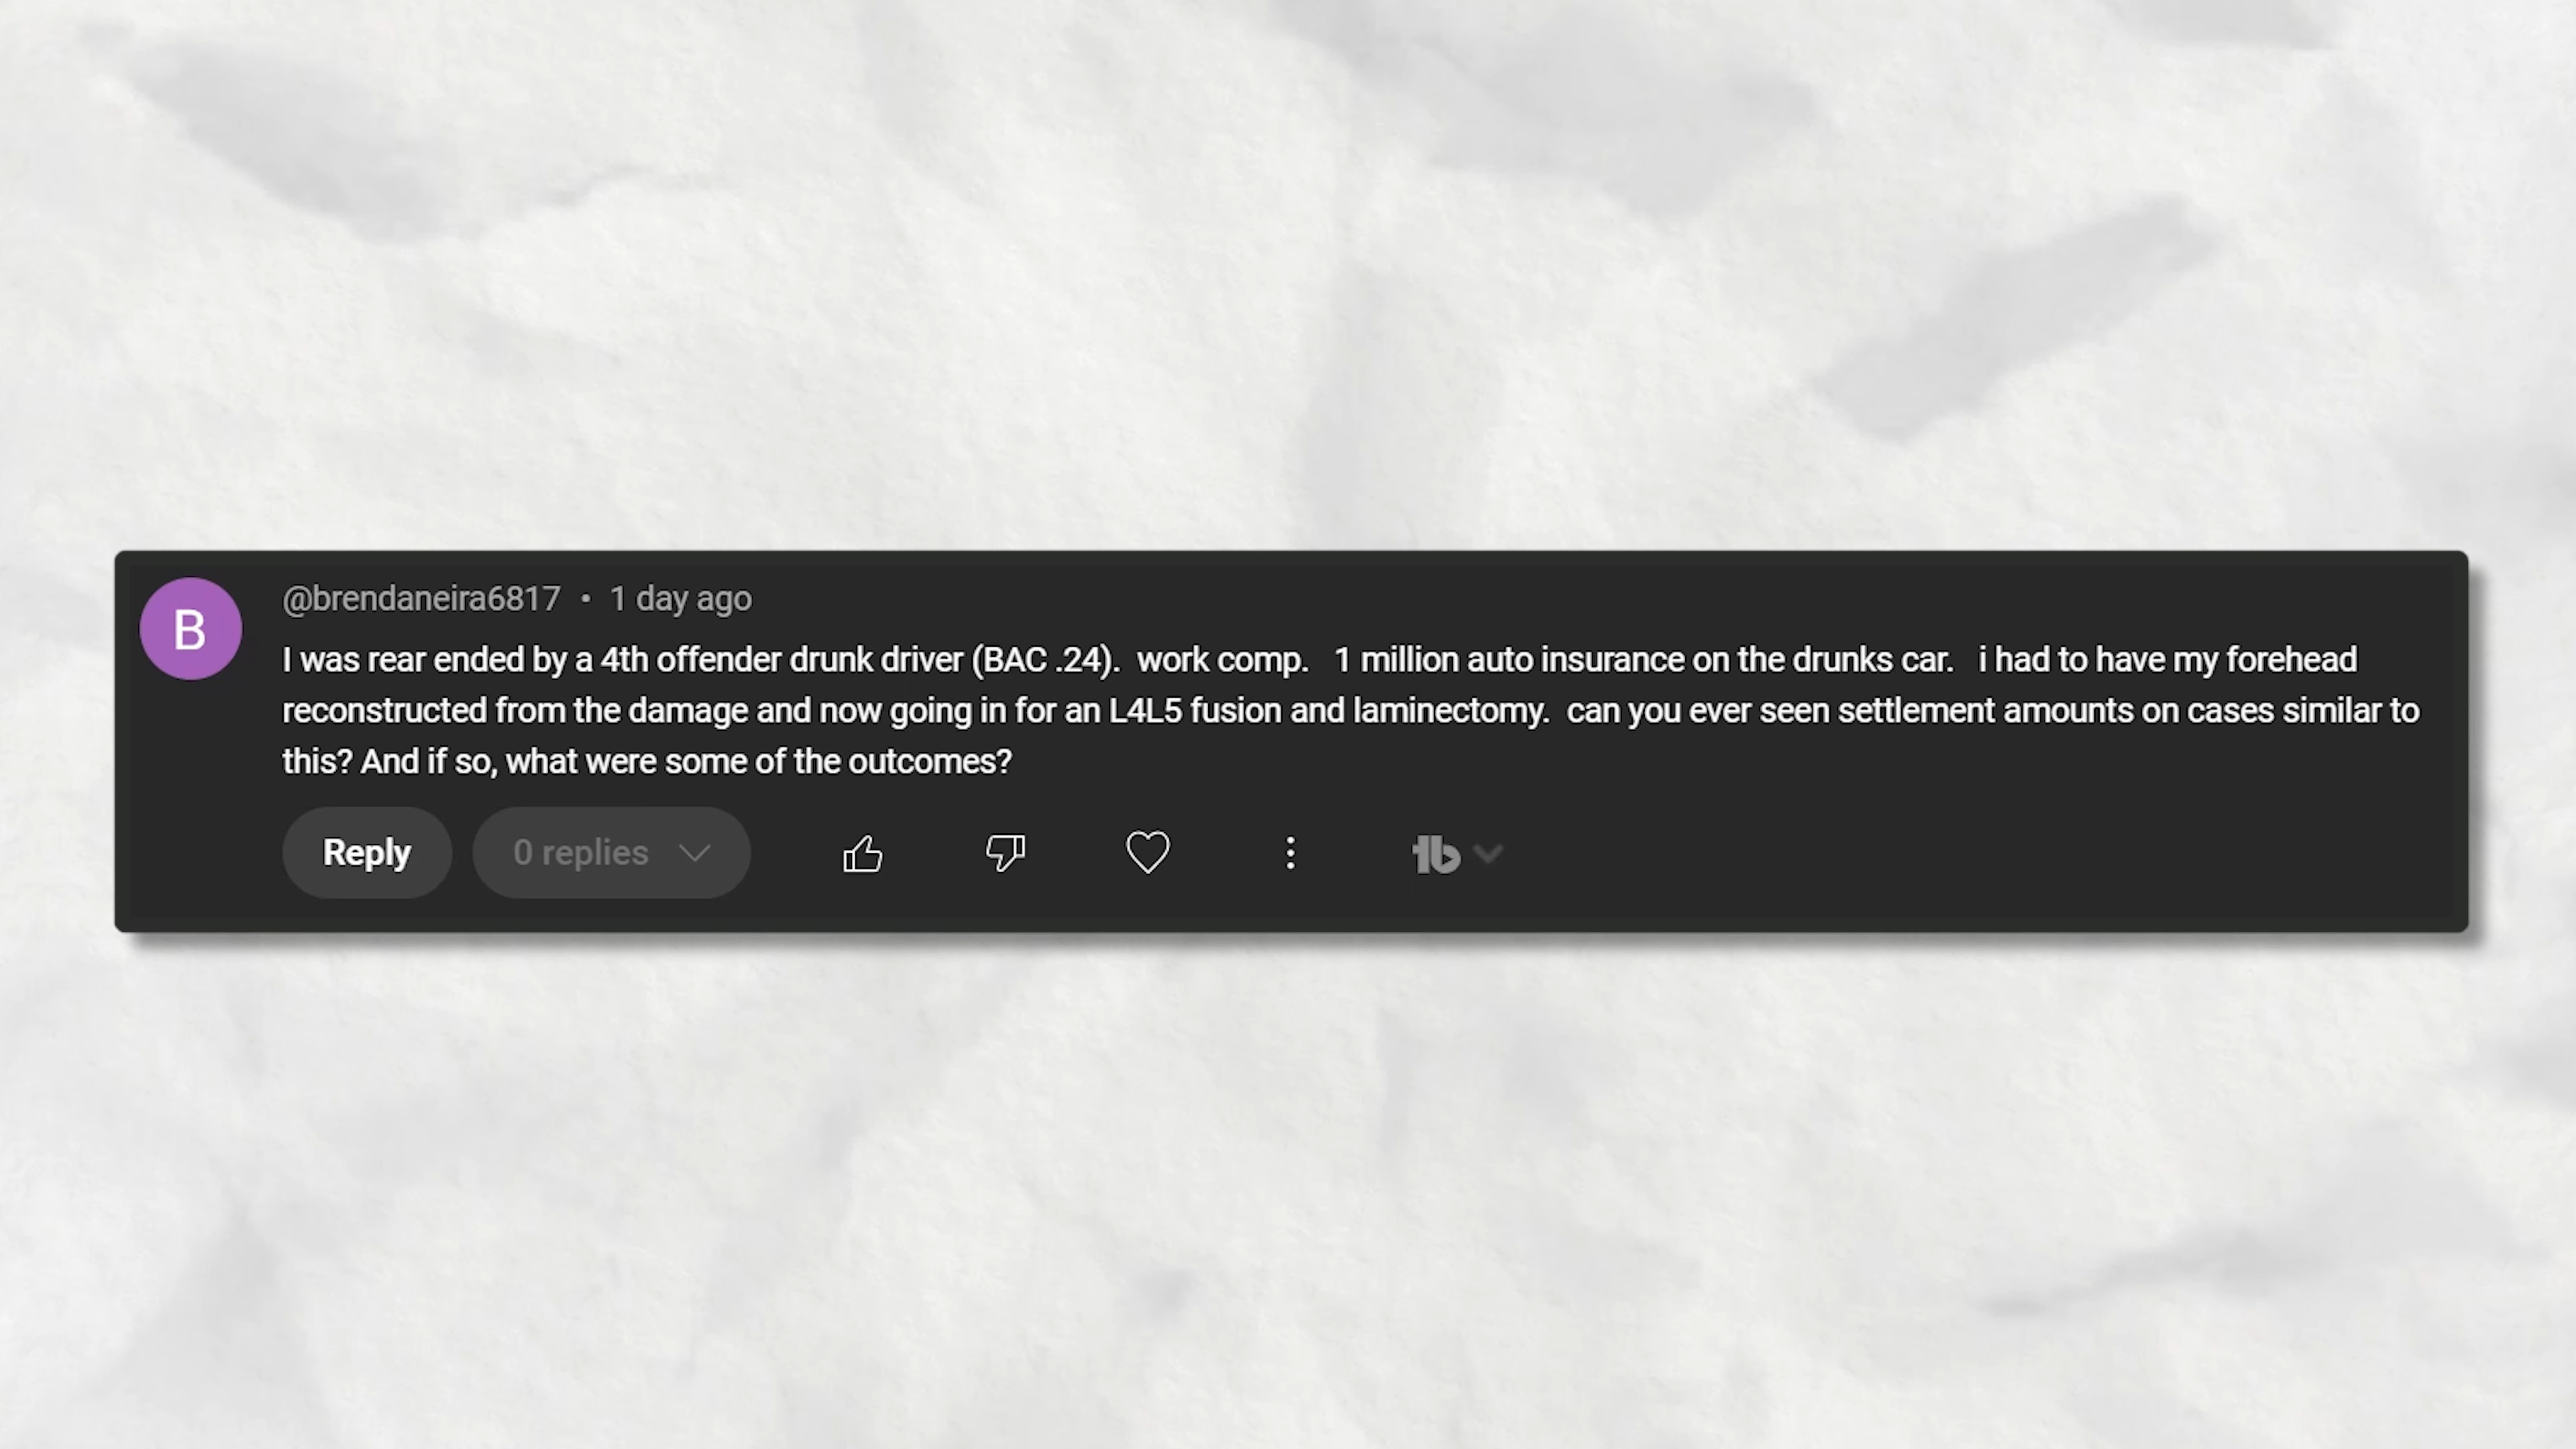 B
@brendaneira6817 • 1 day ago
I was rear ended by a 4th offender drunk driver (BAC .24).  work comp.   1 million auto insurance on the drunks car.   i had to have my forehead
reconstructed from the damage and now going in for an L4L5 fusion and laminectomy.  can you ever seen settlement amounts on cases similar to
this? And if so, what were some of the outcomes?
Reply 0 replies tb